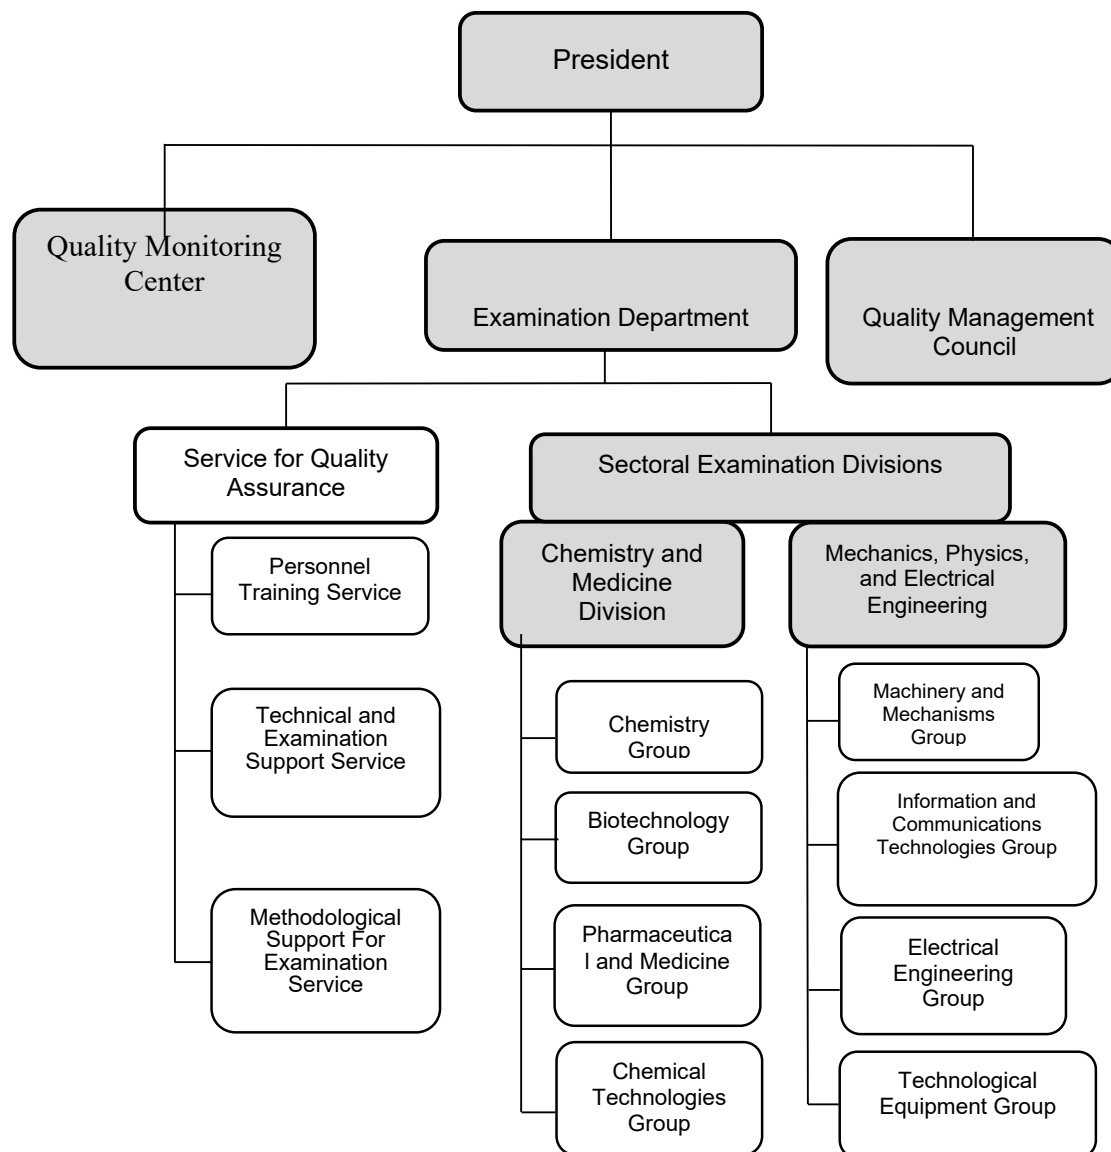 President
Quality Monitoring
Center
Examination Department
Quality Management
Council
Service for Quality
Assurance
Sectoral Examination Divisions
Personnel
Training Service
Technical and
Examination
Support Service
Methodological
Support For
Examination
Service
Chemistry and
Medicine
Division
Chemistry
Group
Biotechnology
Group
Pharmaceutica
l and Medicine
Group
Chemical
Technologies
Group
Mechanics, Physics,
and Electrical
Engineering
Machinery and
Mechanisms
Group
Information and
Communications
Technologies Group
Electrical
Engineering
Group
Technological
Equipment Group